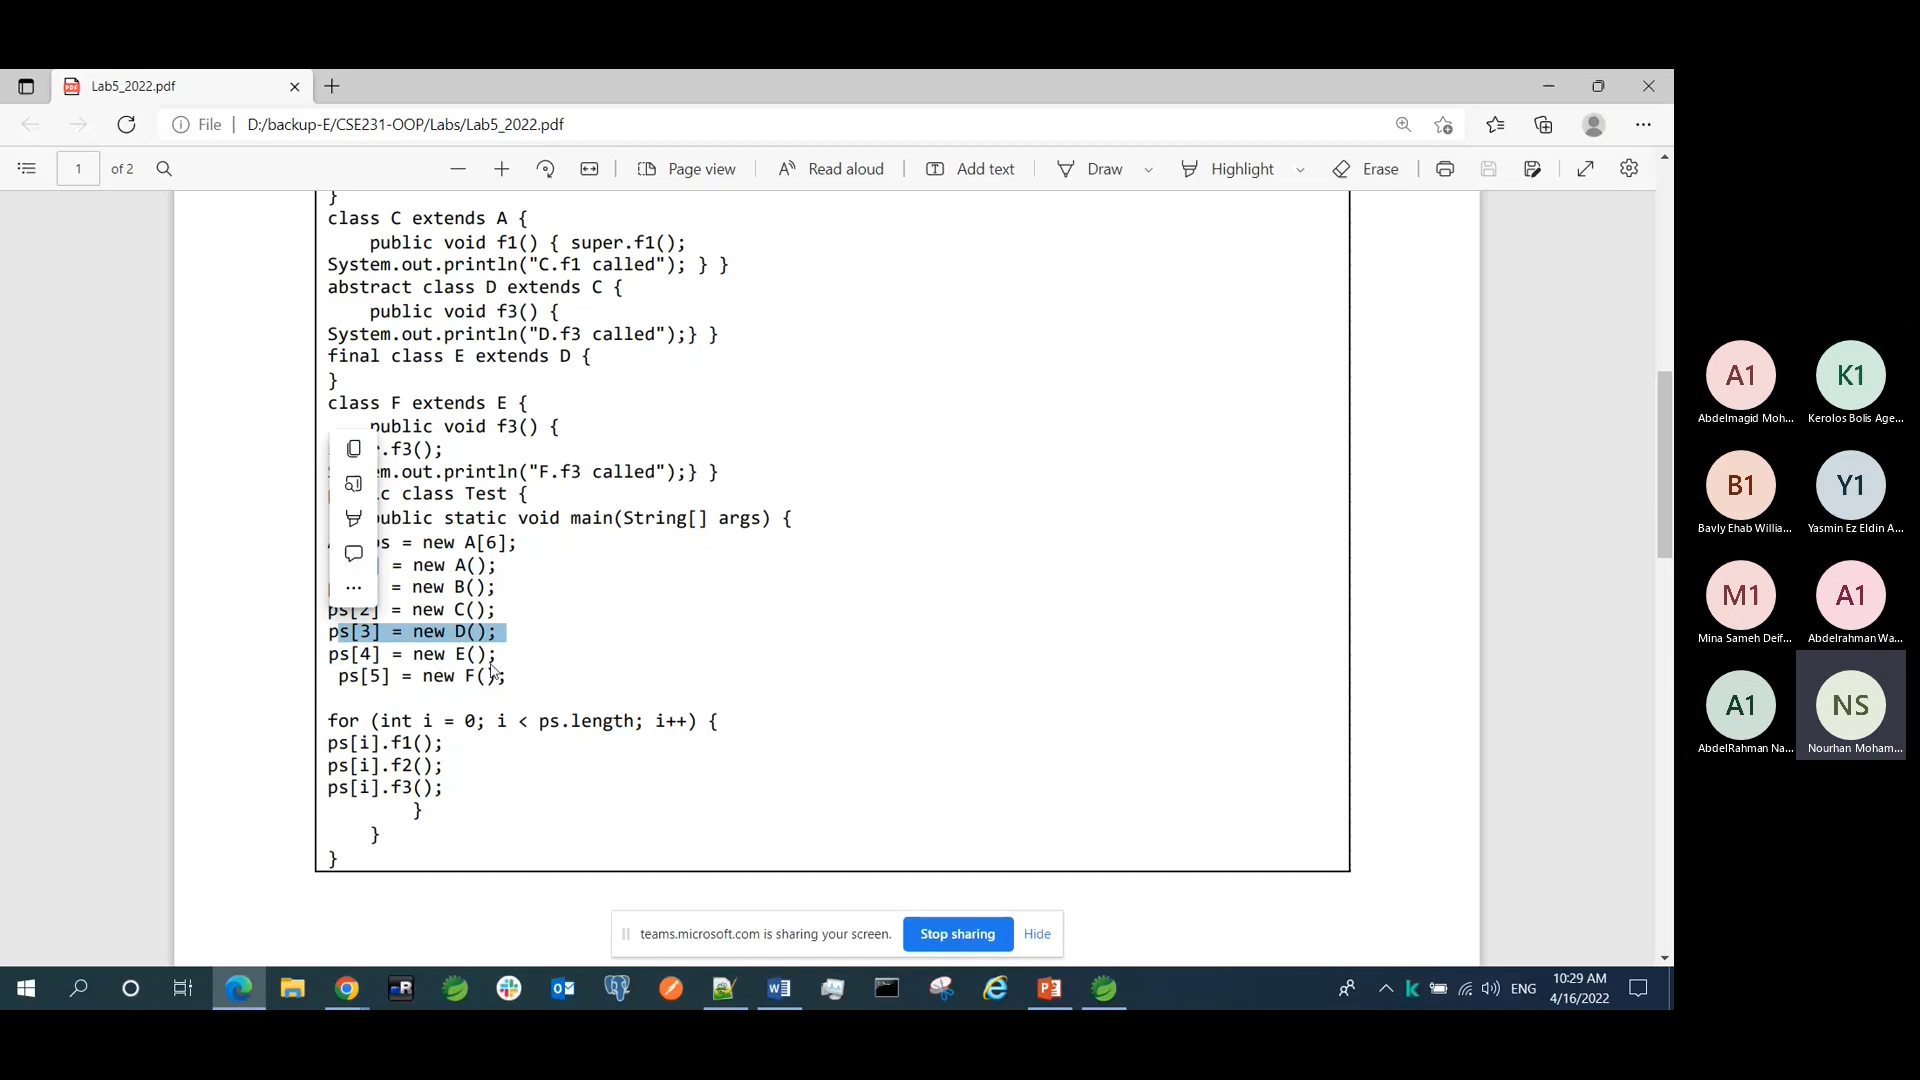 Lab5_2022.pdf
File
D:/backup-E/CSE231-OOP/Labs/Lab5_2022.pdf
1 of 2
Page view
Read aloud
Add text
Draw
Highlight
Erase
}
class C extends A {
public void f1() { super.f1();
System.out.println("C.f1 called"); } }
abstract class D extends C {
public void f3() {
System.out.println("D.f3 called");} }
final class E extends D {
}
class F extends E {
public void f3() {
.f3();
m.out.println("F.f3 called");} }
c class Test {
public static void main(String[] args) {
= new A[6];
= new A();
= new B();
ps[2] = new C();
ps[3] = new D();
ps[4] = new E();
ps[5] = new F();
for (int i = 0; i < ps.length; i++) {
ps[i].f1();
ps[i].f2();
ps[i].f3();
}
}
}
teams.microsoft.com is sharing your screen.
Stop sharing
Hide
A1
K1
Abdelmagid Moh...
Kerolos Bolis Age...
B1
Y1
Bavly Ehab Willia...
Yasmin Ez Eldin A...
M1
A1
Mina Sameh Deif...
Abdelrahman Wa...
A1
NS
AbdelRahman Na...
Nourhan Moham...
ENG
10:29 AM
4/16/2022